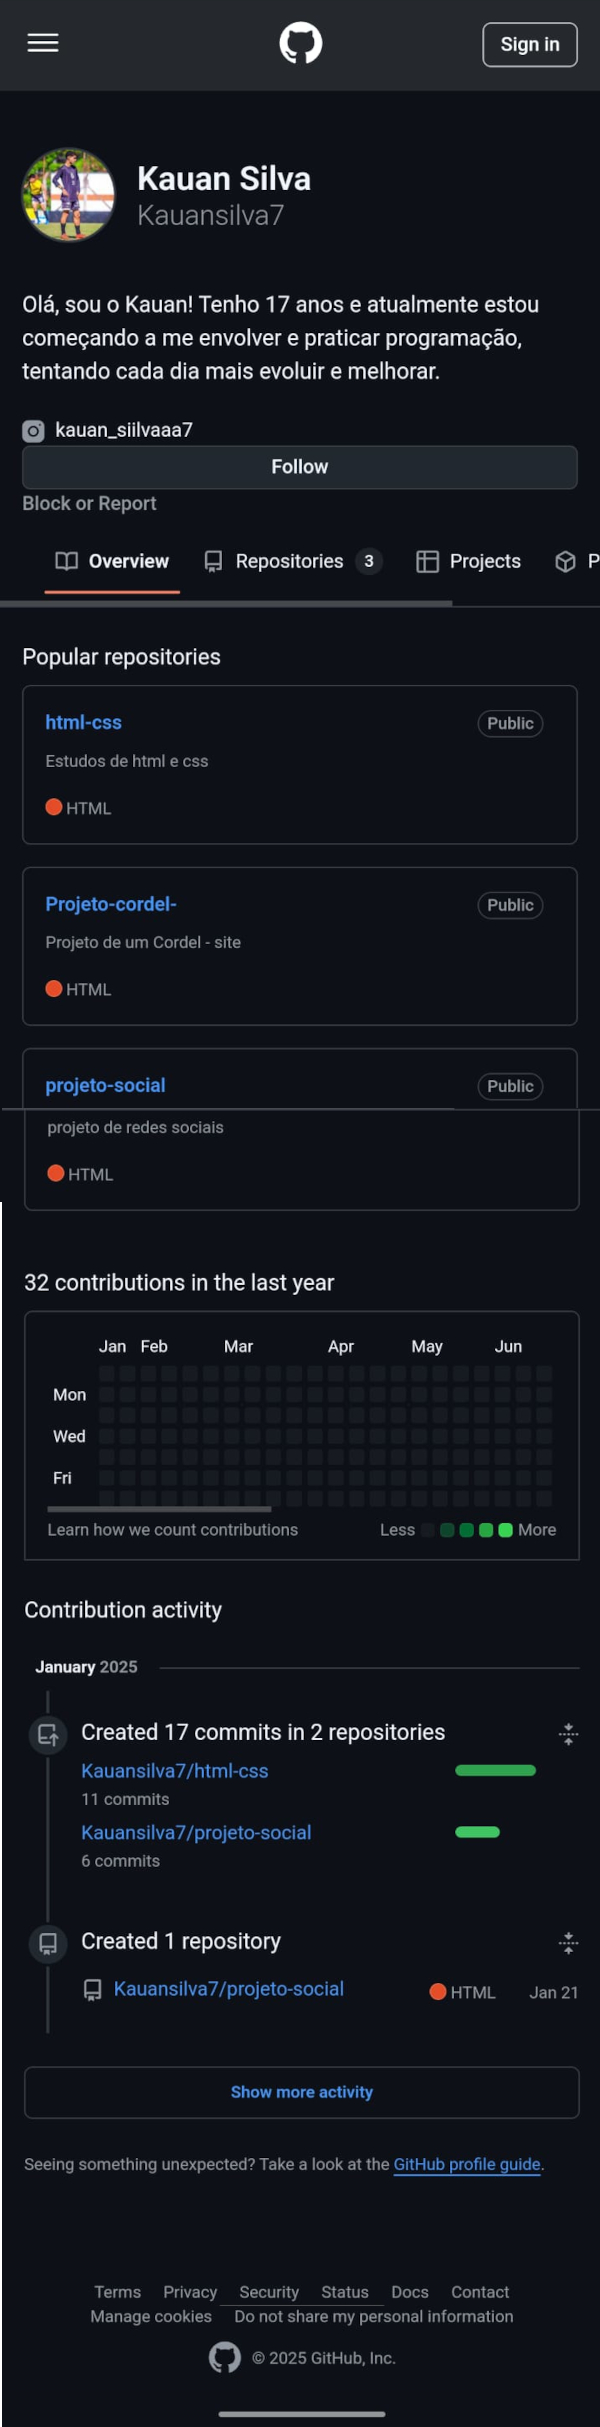 Sign in
Kauan Silva
Kauansilva7
Olá, sou o Kauan! Tenho 17 anos e atualmente estou
começando a me envolver e praticar programação,
tentando cada dia mais evoluir e melhorar.
kauan_siilvaaa7
Follow
Block or Report
Overview Repositories 3 Projects P
Popular repositories
html-css Public
Estudos de html e css
HTML
Projeto-cordel- Public
Projeto de um Cordel - site
HTML
projeto-social Public
projeto de redes sociais
HTML
32 contributions in the last year
Jan Feb Mar Apr May Jun
Mon
Wed
Fri
Learn how we count contributions Less More
Contribution activity
January 2025
Created 17 commits in 2 repositories
Kauansilva7/html-css
11 commits
Kauansilva7/projeto-social
6 commits
Created 1 repository
Kauansilva7/projeto-social HTML Jan 21
Show more activity
Seeing something unexpected? Take a look at the GitHub profile guide.
Terms Privacy Security Status Docs Contact
Manage cookies Do not share my personal information
© 2025 GitHub, Inc.